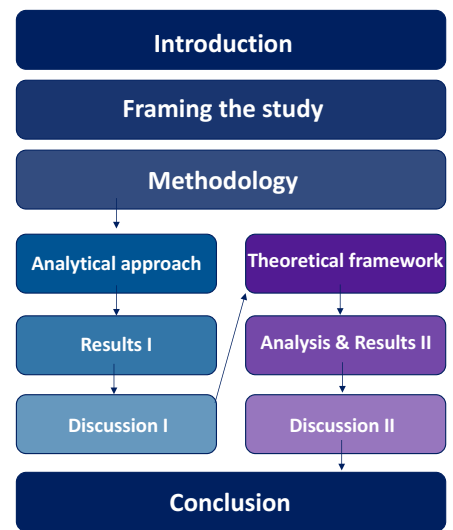 Introduction
Framing the study
Methodology
Analytical approach
Results I
Discussion I
Theoretical framework
Analysis & Results II
Discussion II
Conclusion